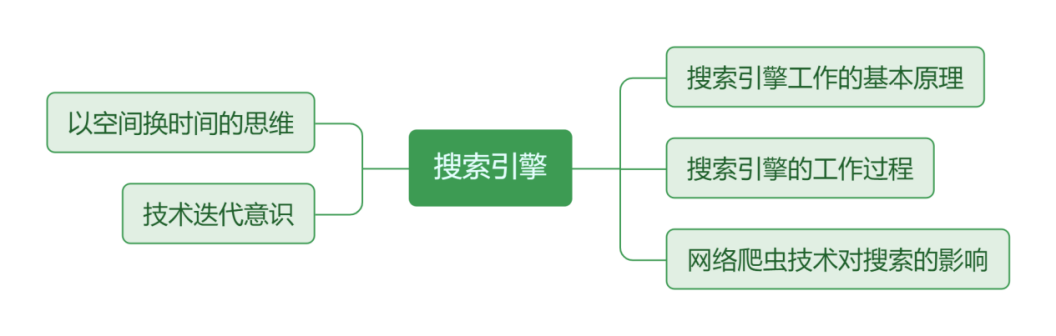 搜索引擎
搜索引擎工作的基本原理
搜索引擎的工作过程
网络爬虫技术对搜索的影响
以空间换时间的思维
技术迭代意识